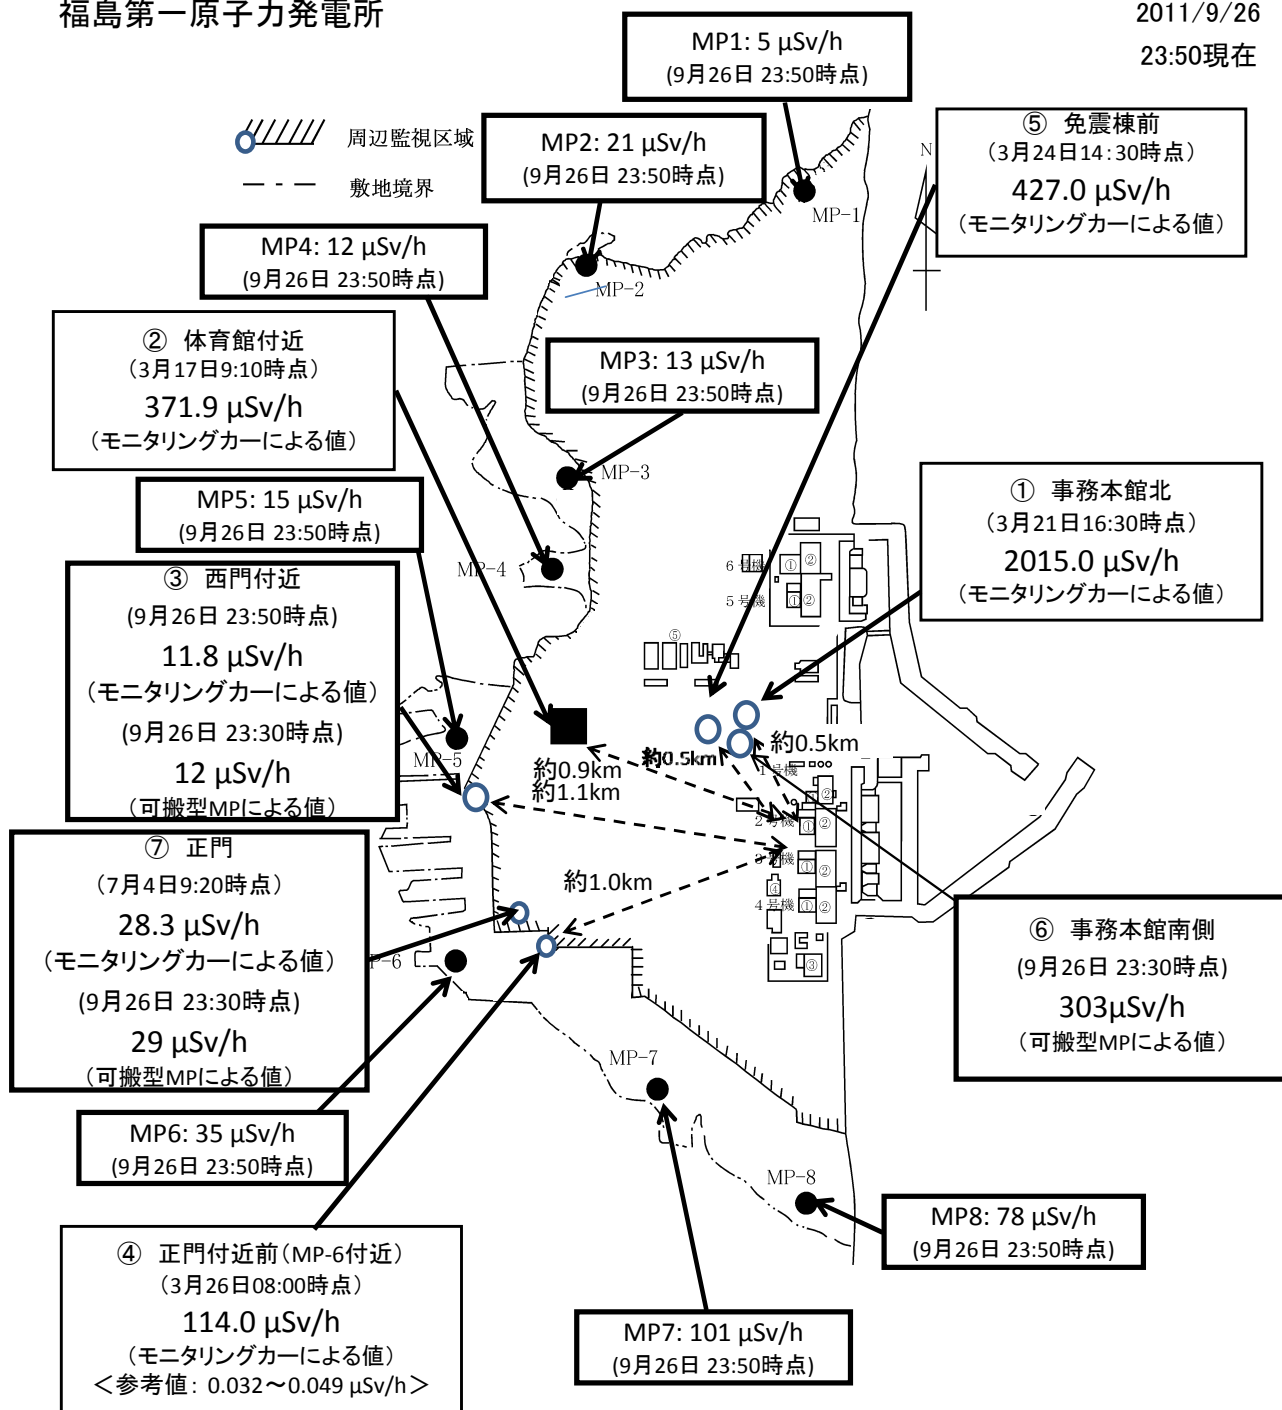 福島第一原子力発電所
2011/9/26
23:50現在
MP1: 5 μSv/h
(9月26日 23:50時点)
周辺監視区域
敷地境界
MP2: 21 μSv/h
(9月26日 23:50時点)
⑤ 免震棟前
(3月24日14:30時点)
427.0 μSv/h
(モニタリングカーによる値)
N
MP-1
MP4: 12 μSv/h
(9月26日 23:50時点)
MP-2
② 体育館付近
(3月17日9:10時点)
371.9 μSv/h
(モニタリングカーによる値)
MP3: 13 μSv/h
(9月26日 23:50時点)
MP-3
MP5: 15 μSv/h
(9月26日 23:50時点)
① 事務本館北
(3月21日16:30時点)
2015.0 μSv/h
(モニタリングカーによる値)
MP-4
6号機
① ②
5号機
① ②
③ 西門付近
(9月26日 23:50時点)
11.8 μSv/h
(モニタリングカーによる値)
(9月26日 23:30時点)
12 μSv/h
(可搬型MPによる値)
⑤
MP-5
約0.9km
約1.1km
約0.5km
約0.5km
1号機
②
2号機
① ②
3号機
① ②
④
4号機
① ②
③
約1.0km
⑦ 正門
(7月4日9:20時点)
28.3 μSv/h
(モニタリングカーによる値)
(9月26日 23:30時点)
29 μSv/h
(可搬型MPによる値)
P-6
⑥ 事務本館南側
(9月26日 23:30時点)
303μSv/h
(可搬型MPによる値)
MP-7
MP6: 35 μSv/h
(9月26日 23:50時点)
MP-8
MP8: 78 μSv/h
(9月26日 23:50時点)
④ 正門付近前(MP-6付近)
(3月26日08:00時点)
114.0 μSv/h
(モニタリングカーによる値)
<参考値: 0.032～0.049 μSv/h>
MP7: 101 μSv/h
(9月26日 23:50時点)